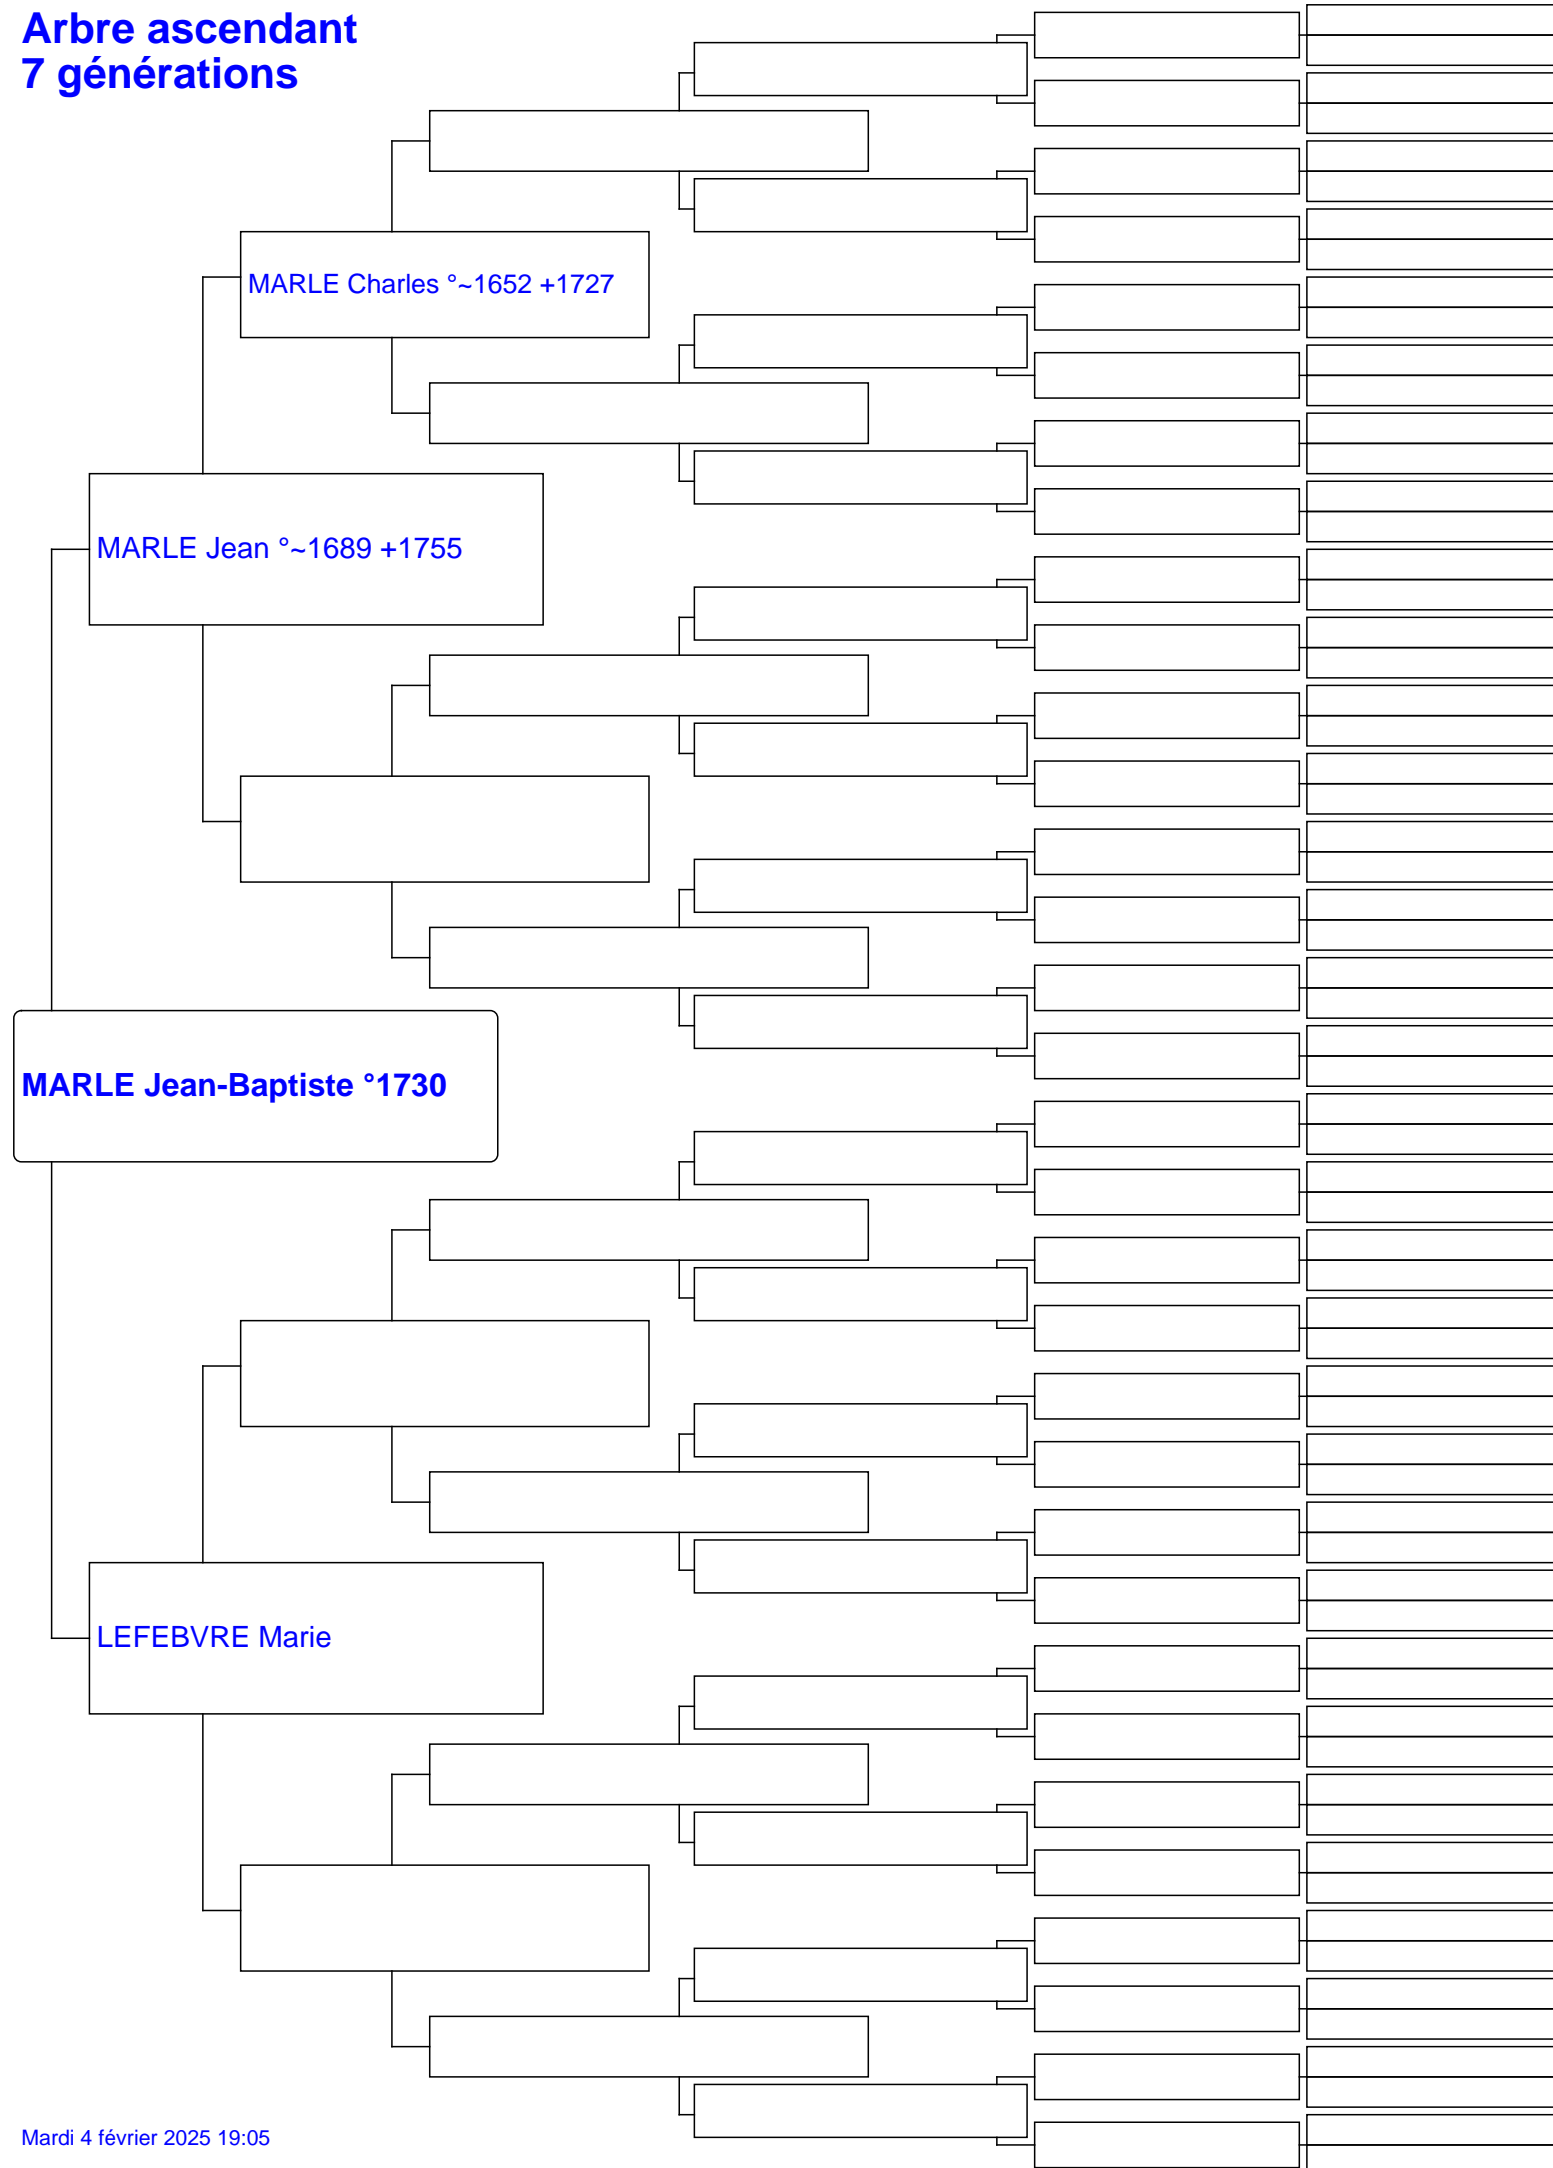 Arbre ascendant
7 générations
MARLE Charles °~1652 +1727
MARLE Jean °~1689 +1755
MARLE Jean-Baptiste °1730
LEFEBVRE Marie
Mardi 4 février 2025 19:05